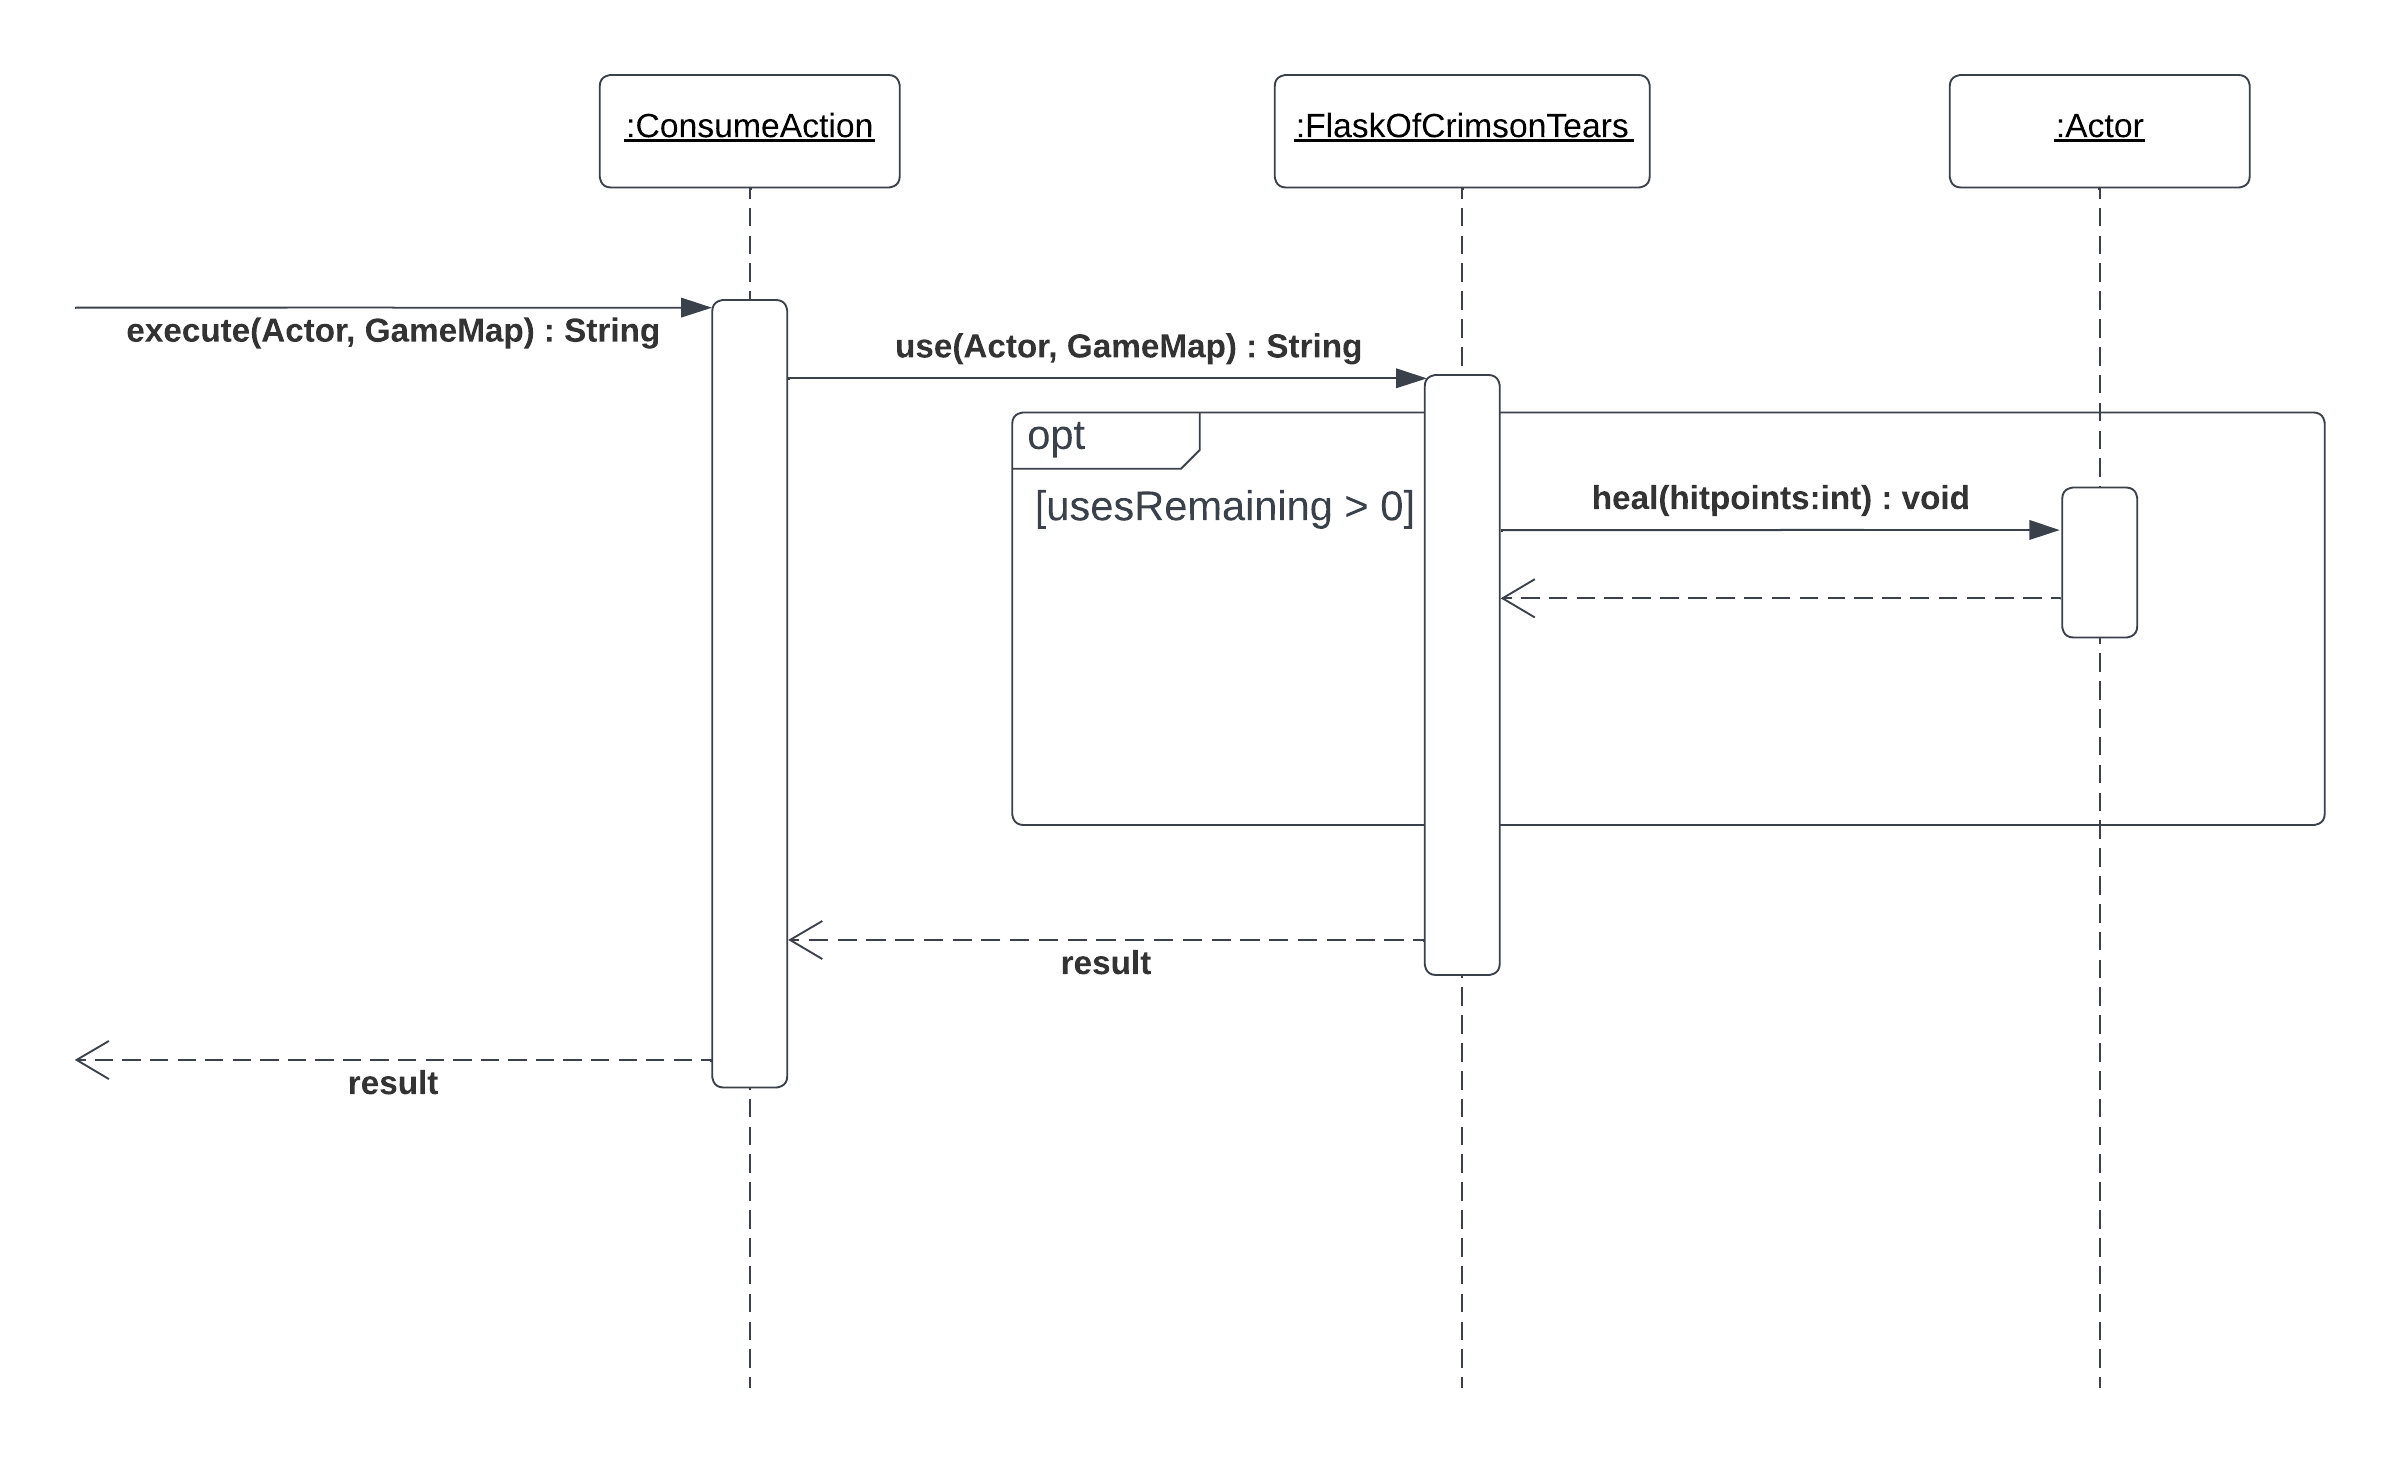 :ConsumeAction
:FlaskOfCrimsonTears
:Actor
execute(Actor, GameMap) : String
use(Actor, GameMap) : String
opt
[usesRemaining > 0]
heal(hitpoints:int) : void
result
result